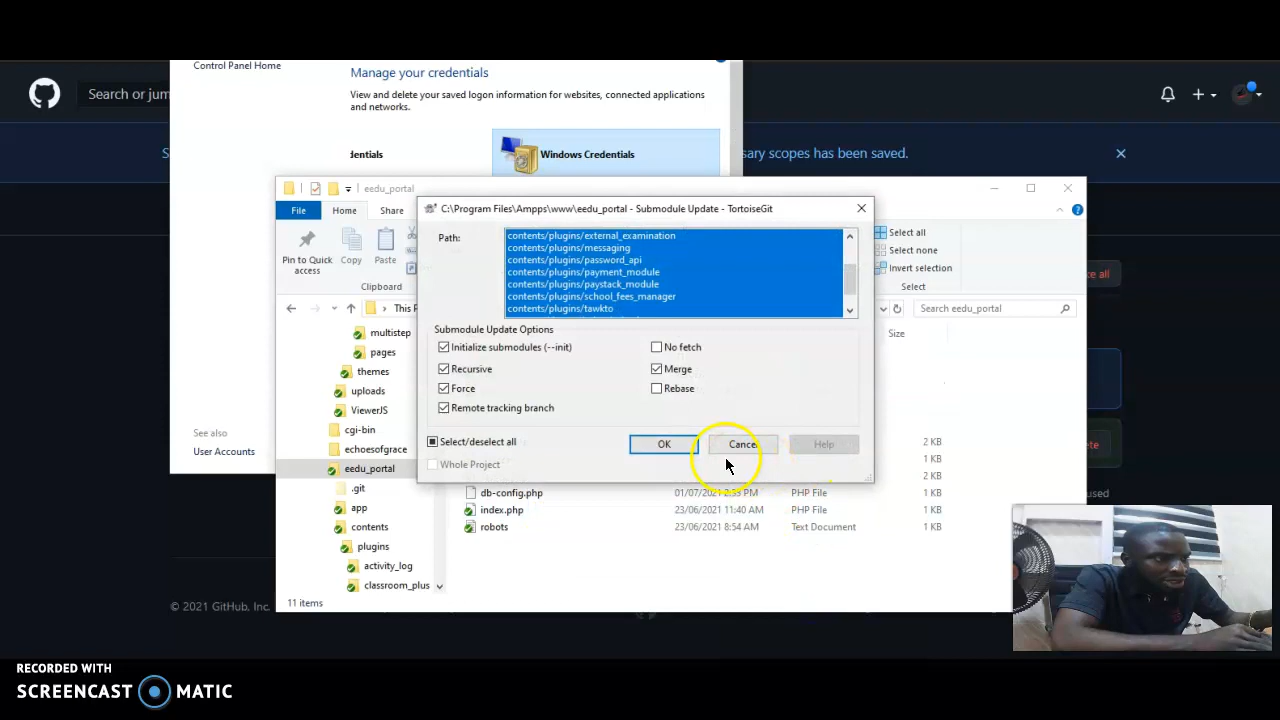 Control Panel Home
Manage your credentials
View and delete your saved logon information for websites, connected applications
and networks.
Search or jum
dentials
Windows Credentials
S
sary scopes has been saved.
eedu_portal
C:\Program Files\Ampps\www\eedu_portal - Submodule Update - TortoiseGit
File
Home
Share
Path:
contents/plugins/external_examination
contents/plugins/messaging
contents/plugins/password_api
contents/plugins/payment_module
contents/plugins/paystack_module
contents/plugins/school_fees_manager
contents/plugins/tawkto
Select all
Select none
Invert selection
Select
Pin to Quick
access
Copy
Paste
Clipboard
ce all
This P
Search eedu_portal
Submodule Update Options
Initialize submodules (--init)
No fetch
Recursive
Merge
Force
Rebase
Remote tracking branch
Select/deselect all
OK
Cancel
Help
Whole Project
Size
multistep
pages
themes
uploads
ViewerJS
cgi-bin
echoesofgrace
eedu_portal
.git
app
contents
plugins
activity_log
classroom_plus
See also
User Accounts
2 KB
1 KB
2 KB
db-config.php 01/07/2021 2:53 PM PHP File 1 KB
index.php 23/06/2021 11:40 AM PHP File 1 KB
robots 23/06/2021 8:54 AM Text Document 1 KB
ete
used
11 items
© 2021 GitHub, Inc.
RECORDED WITH
SCREENCAST MATIC